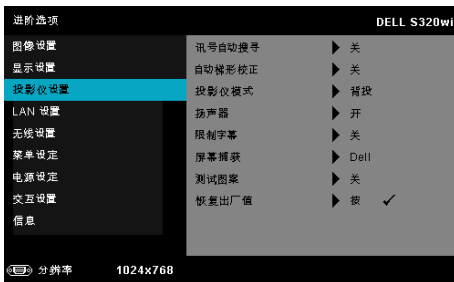 进阶选项 DELL S320wi
图像设置 讯号自动搜寻 关
显示设置 自动梯形校正 关
投影仪设置 投影仪模式 背投
LAN 设置 扬声器 开
无线设置 限制字幕 关
菜单设定 屏幕捕获 Dell
电源设定 测试图案 关
交互设置 恢复出厂值 按 ✓
信息
分辨率 1024x768